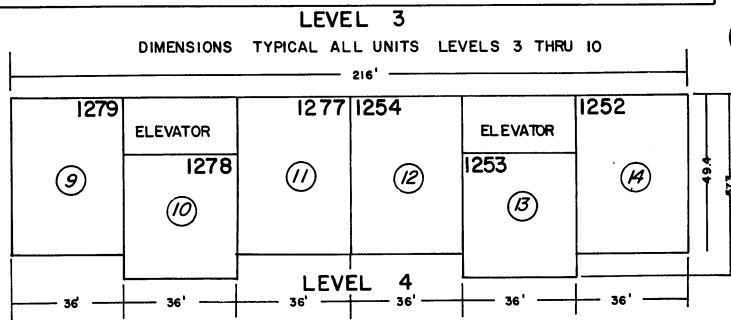 LEVEL 3
DIMENSIONS TYPICAL ALL UNITS LEVELS 3 THRU 10
216'
1279 1277 1254 1252
ELEVATOR ELEVATOR
1278 1253
9 11 12 14
10 13
49.4
LEVEL 4
36' 36' 36' 36' 36' 36'